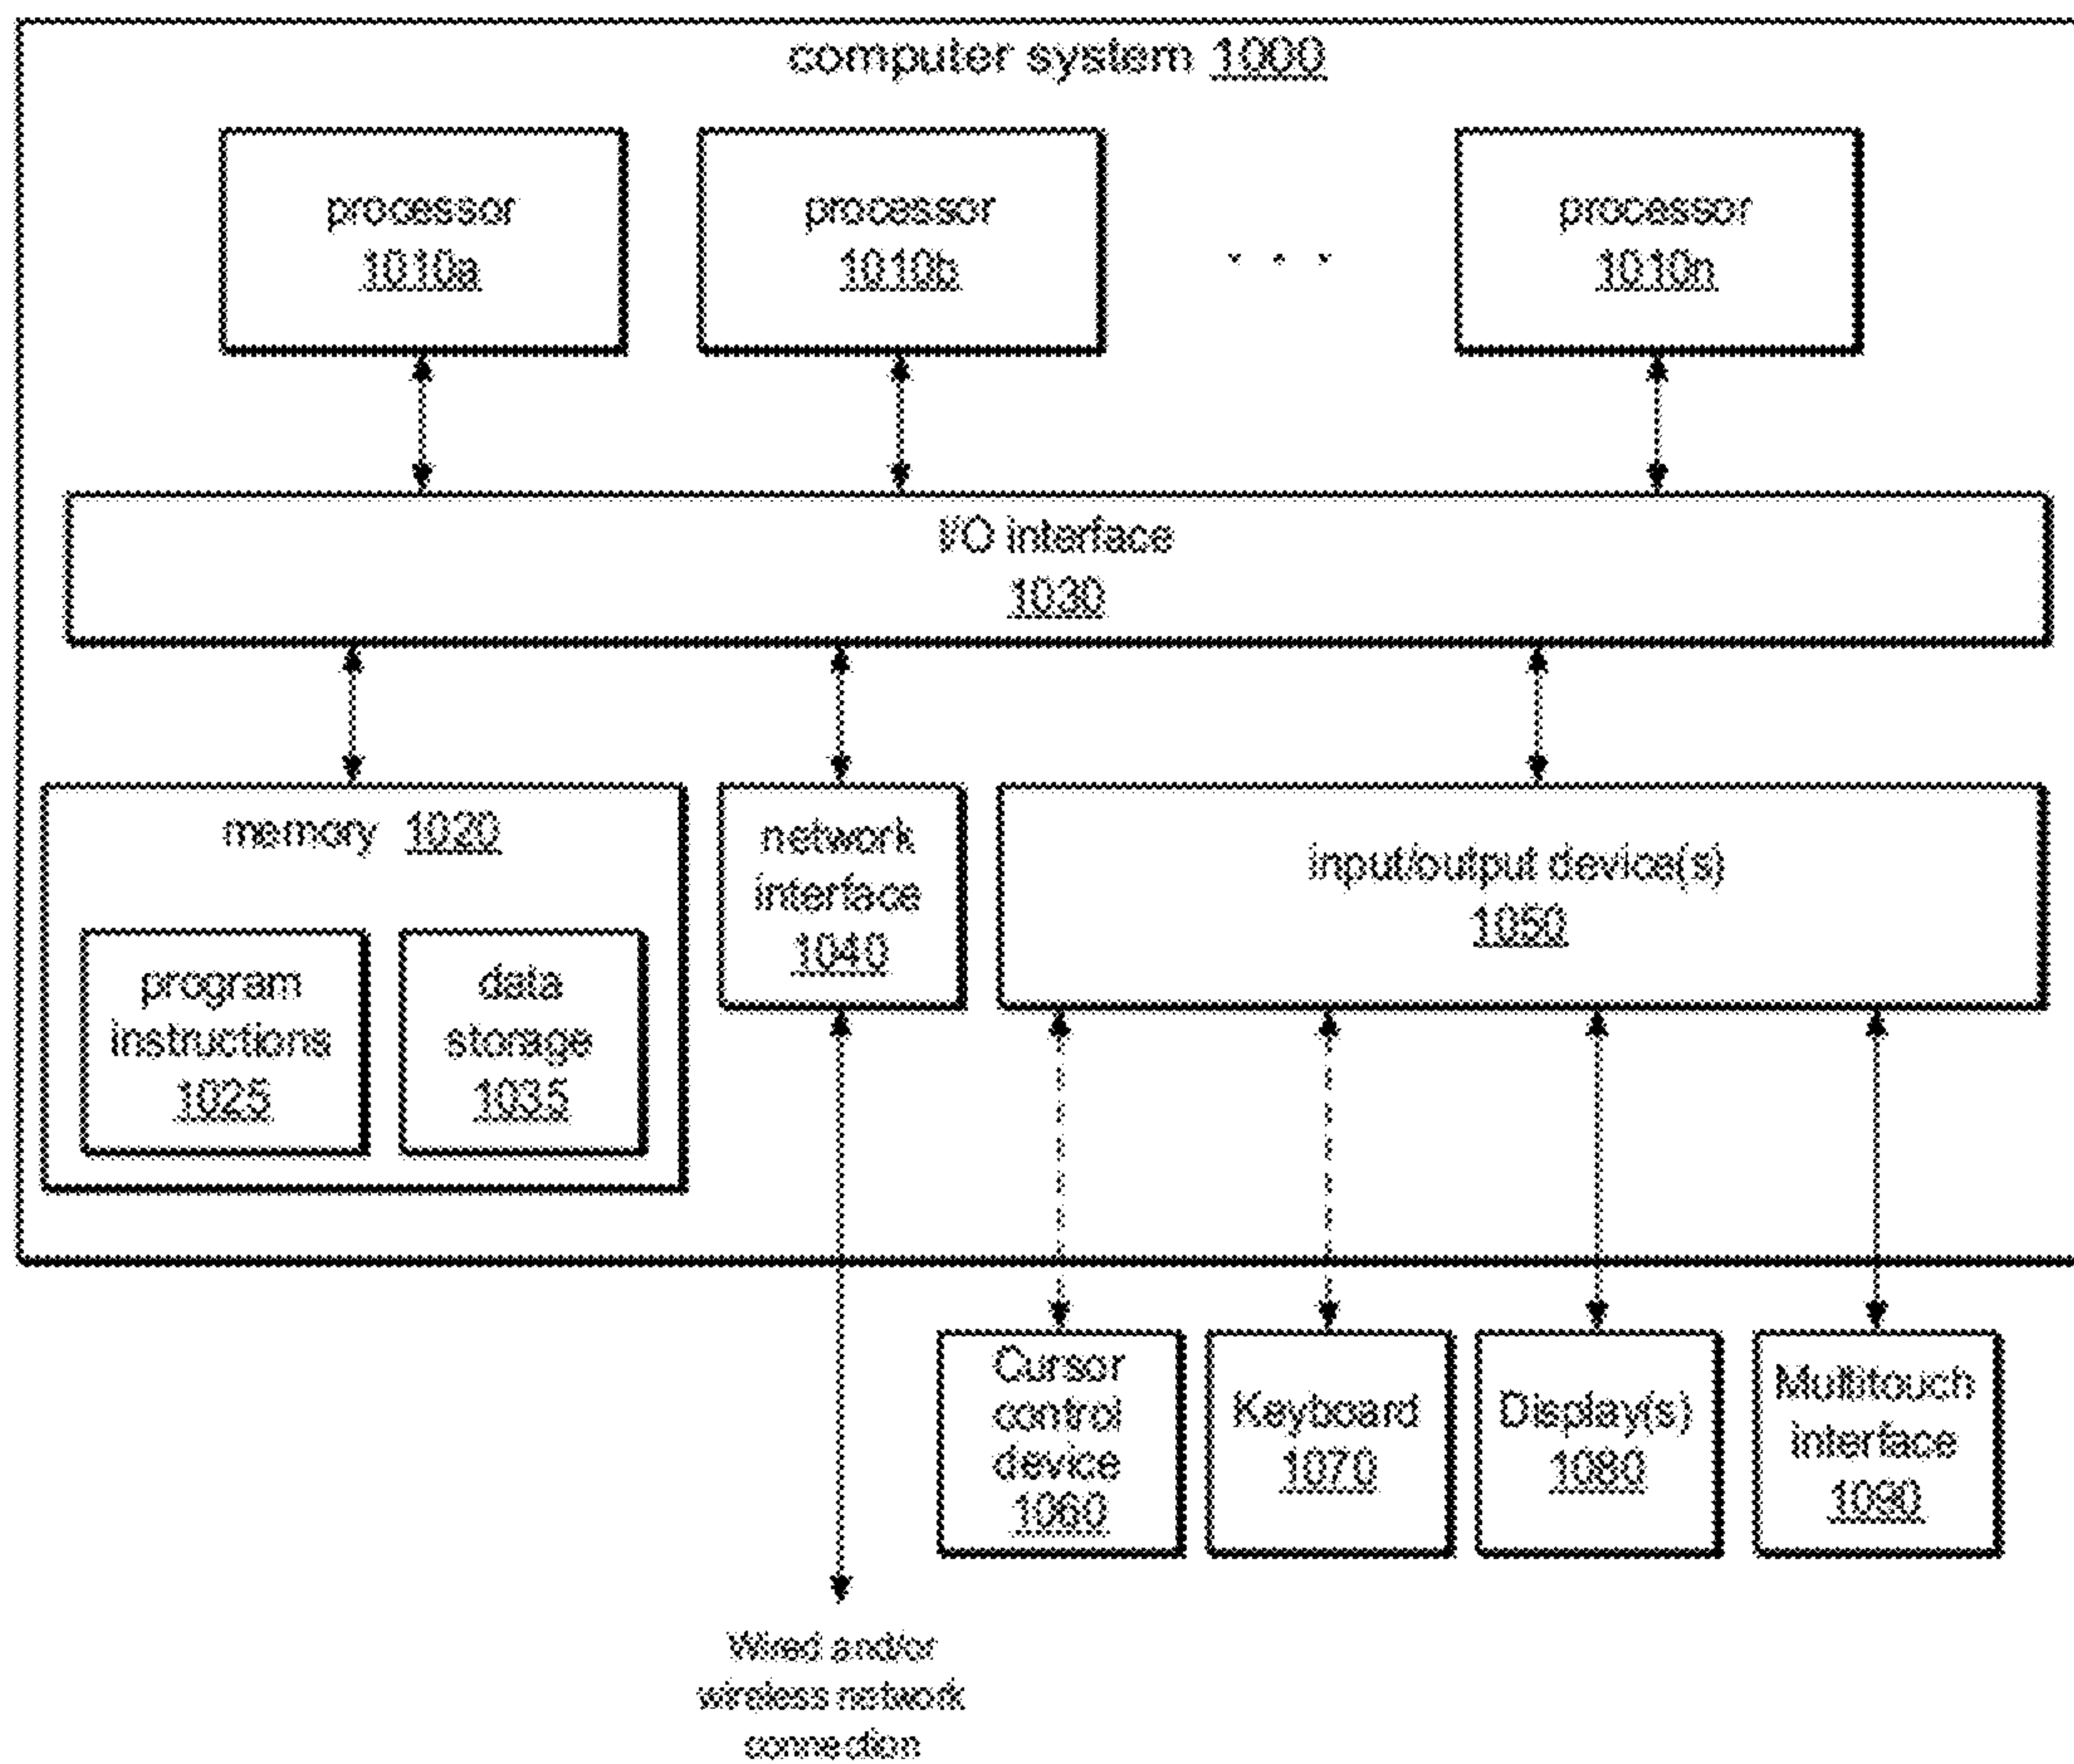 computer system 1000
processor
1010a
processor
1010b
. . .
processor
1010n
I/O interface
1030
memory 1020
program
instructions
1025
data
storage
1035
network
interface
1040
input/output device(s)
1050
Cursor
control
device
1060
Keyboard
1070
Display(s)
1080
Multitouch
interface
1090
Wired and/or
wireless network
connection